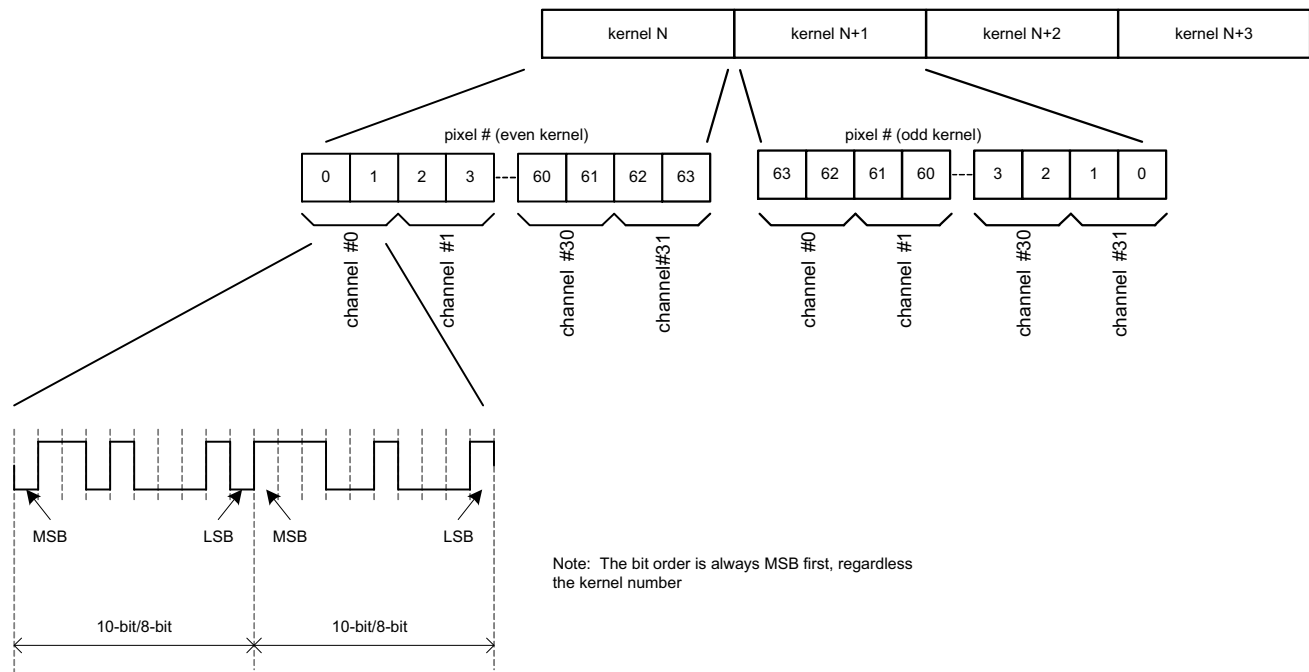 kernel N kernel N+1 kernel N+2 kernel N+3
pixel # (even kernel) pixel # (odd kernel)
0 1 2 3 60 61 62 63 63 62 61 60 3 2 1 0
channel #0
channel #1
channel #30
channel#31
channel #0
channel #1
channel #30
channel #31
MSB LSB MSB LSB
Note: The bit order is always MSB first, regardless
the kernel number
10-bit/8-bit 10-bit/8-bit